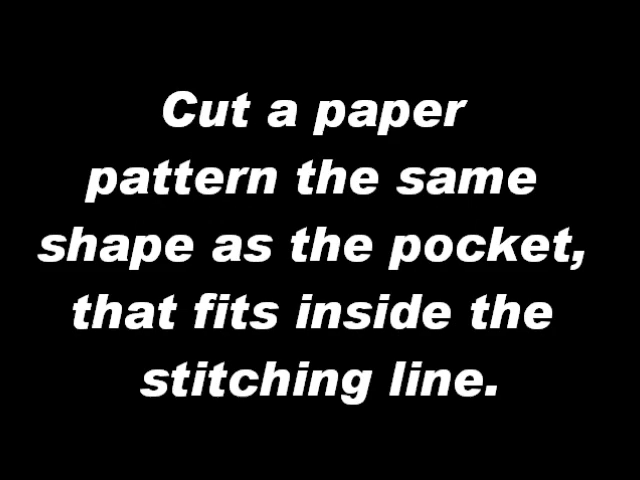 Cut a paper
pattern the same
shape as the pocket,
that fits inside the
stitching line.